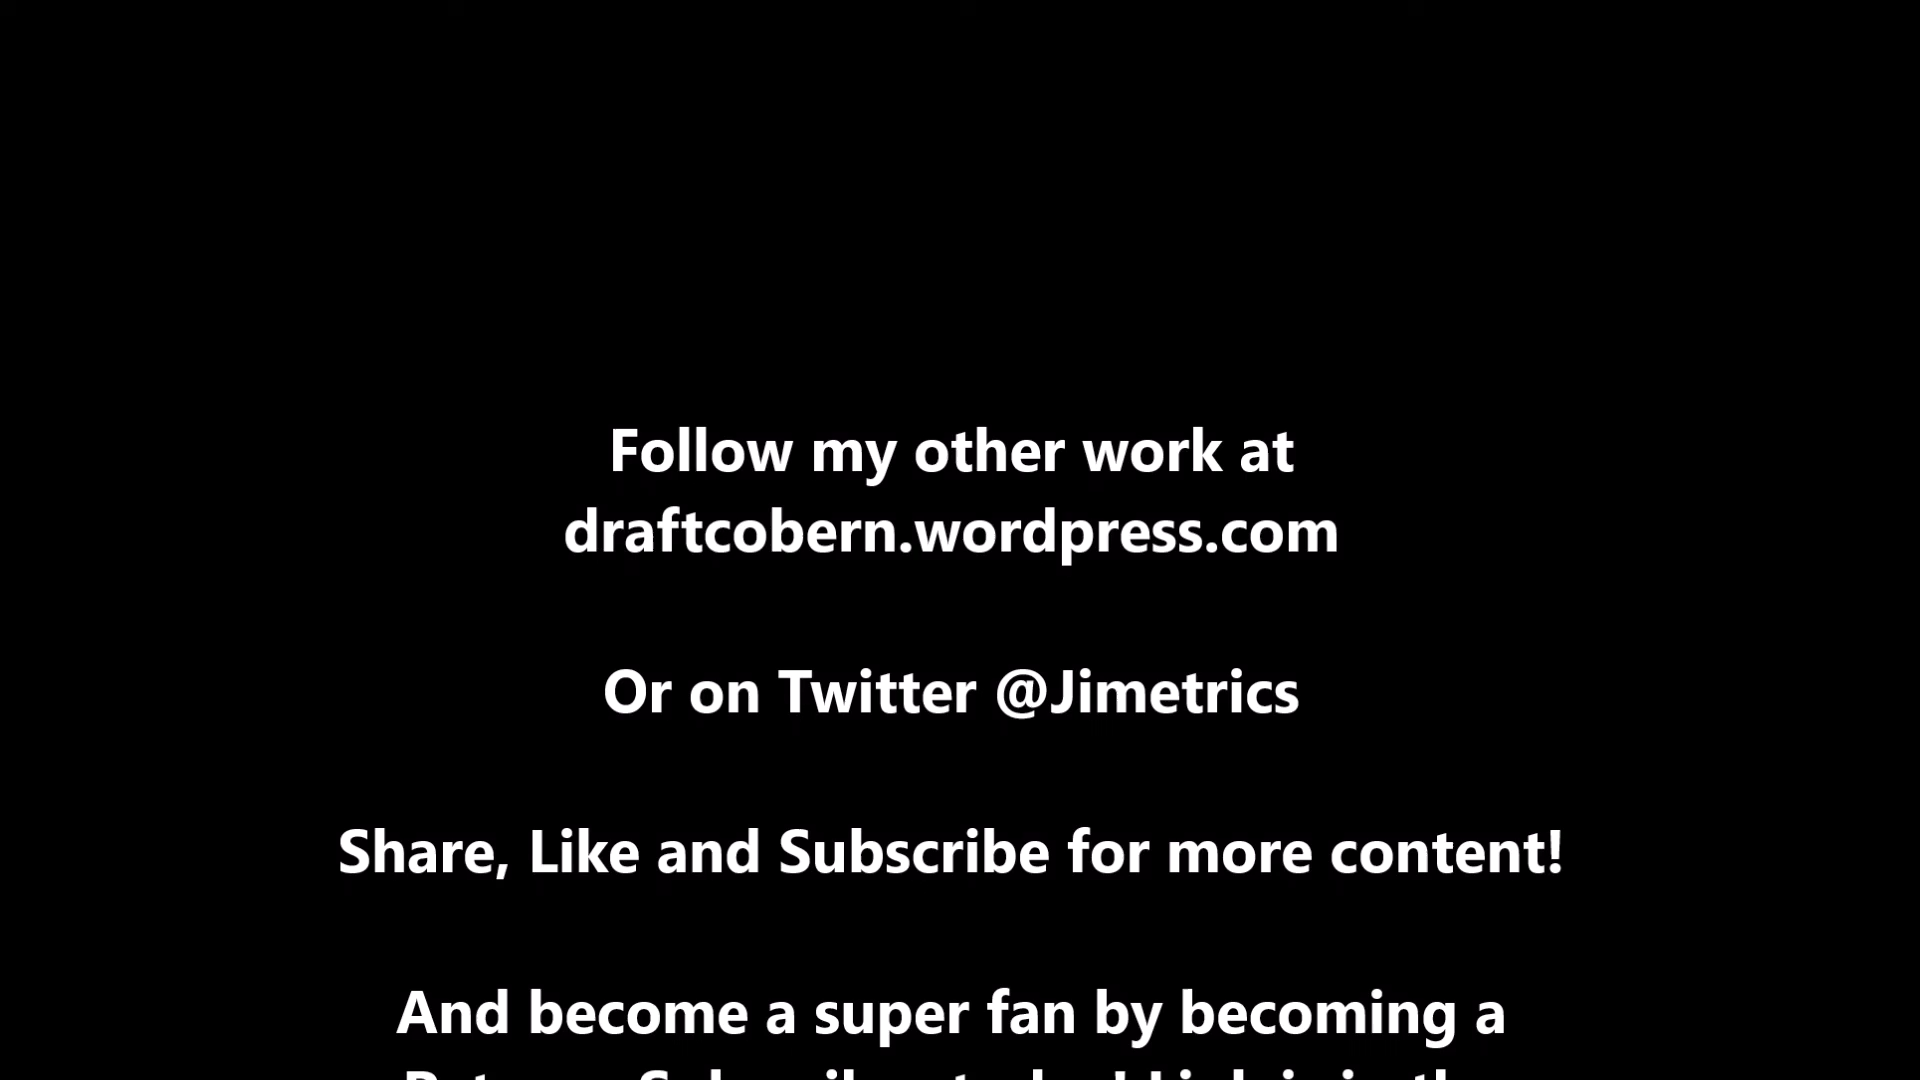 Follow my other work at
draftcobern.wordpress.com
Or on Twitter @Jimetrics
Share, Like and Subscribe for more content!
And become a super fan by becoming a